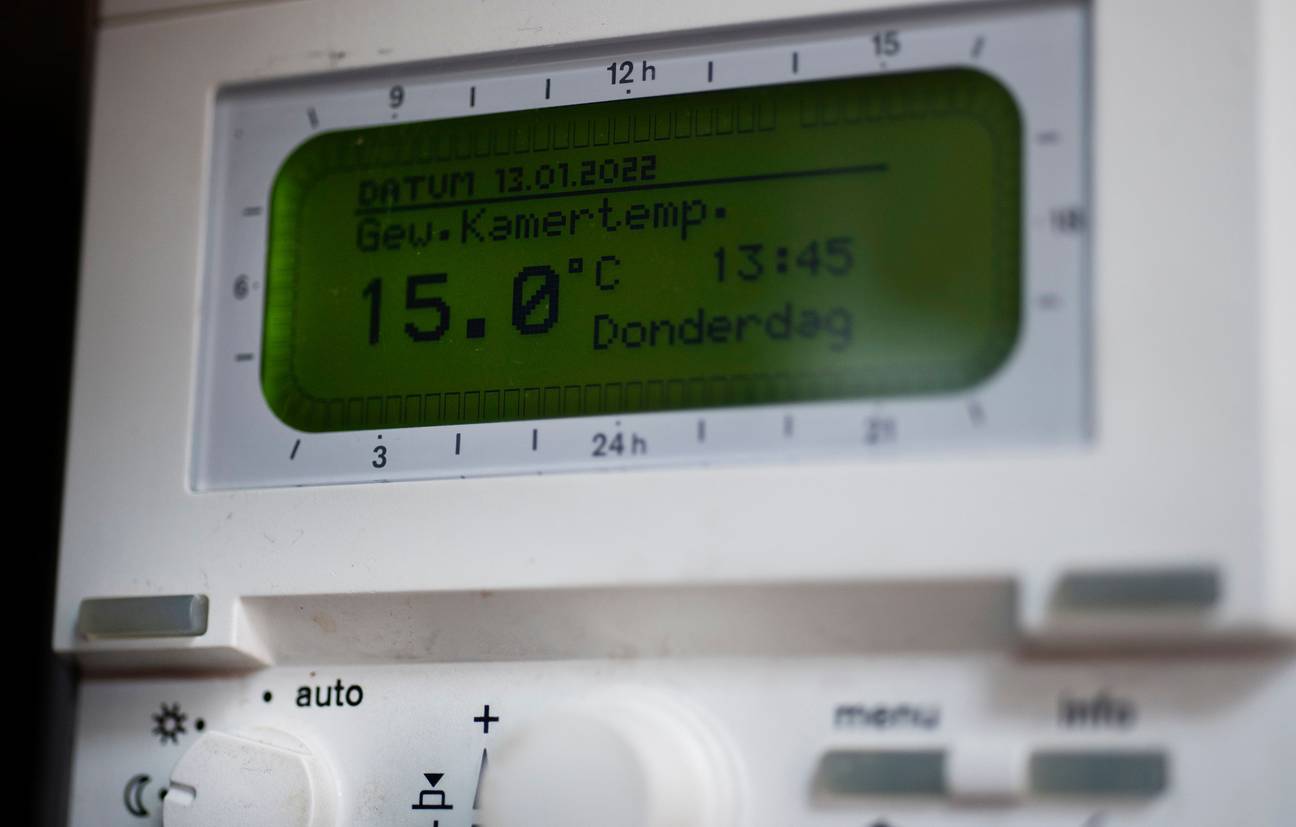 9 12 h 15
DATUM 13.01.2022
Gew.Kamertemp.
15.0°C 13:45
Donderdag
6 18
3 24 h 21
auto
+
menu info